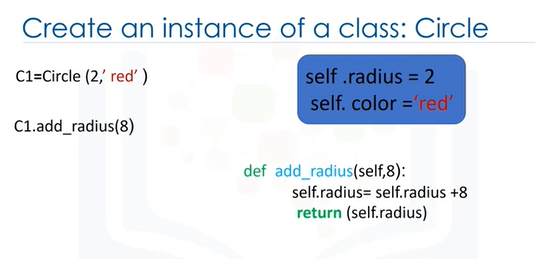 Create an instance of a class: Circle
C1=Circle (2,’ red’ )
self .radius = 2
self. color =‘red’
C1.add_radius(8)
def add_radius(self,8):
self.radius= self.radius +8
return (self.radius)